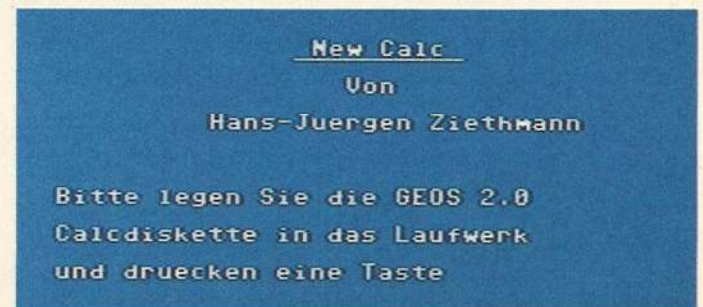 New Calc
Von
Hans-Juergen Ziethmann
Bitte legen Sie die GEOS 2.0
Calcdiskette in das Laufwerk
und druecken eine Taste